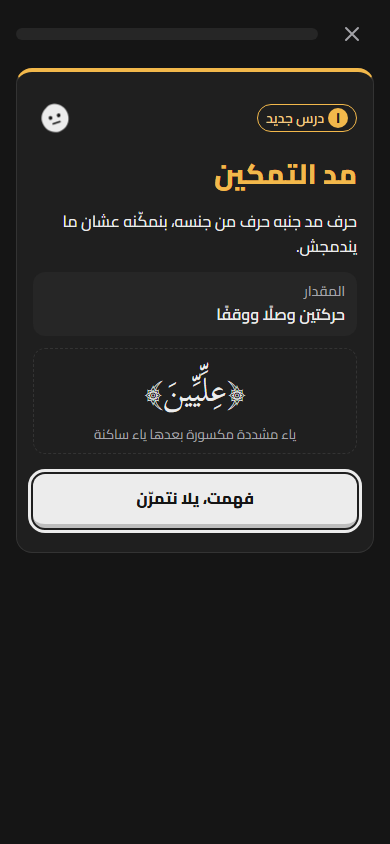 ١ درس جديد
مد التمكين
حرف مد جنبه حرف من جنسه، بنمكّنه عشان ما
يندمجش.
المقدار
حركتين وصلًا ووقفًا
﴿عِلِّيِّينَ﴾
ياء مشددة مكسورة بعدها ياء ساكنة
فهمت، يلا نتمرّن